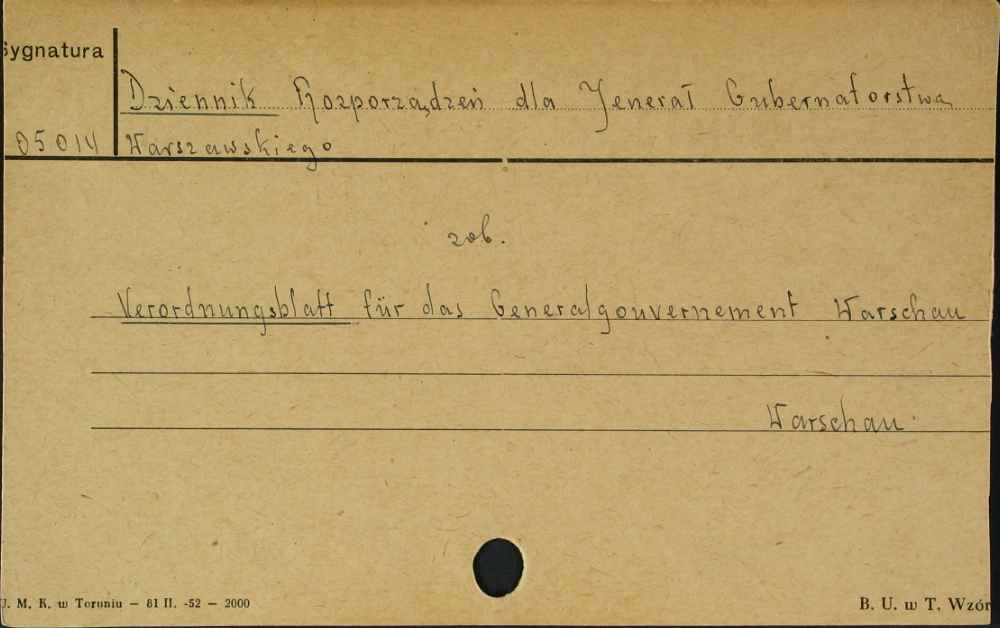 Sygnatura
Dziennik Rozporządzeń dla Jenerał Gubernatorstwa
05014 Warszawskiego
zob.
Verordnungsblatt für das Generalgouvernement Warschau
Warschau.
U. M. K. w Toruniu — 81 II. -52 — 2000
B. U. w T. Wzór